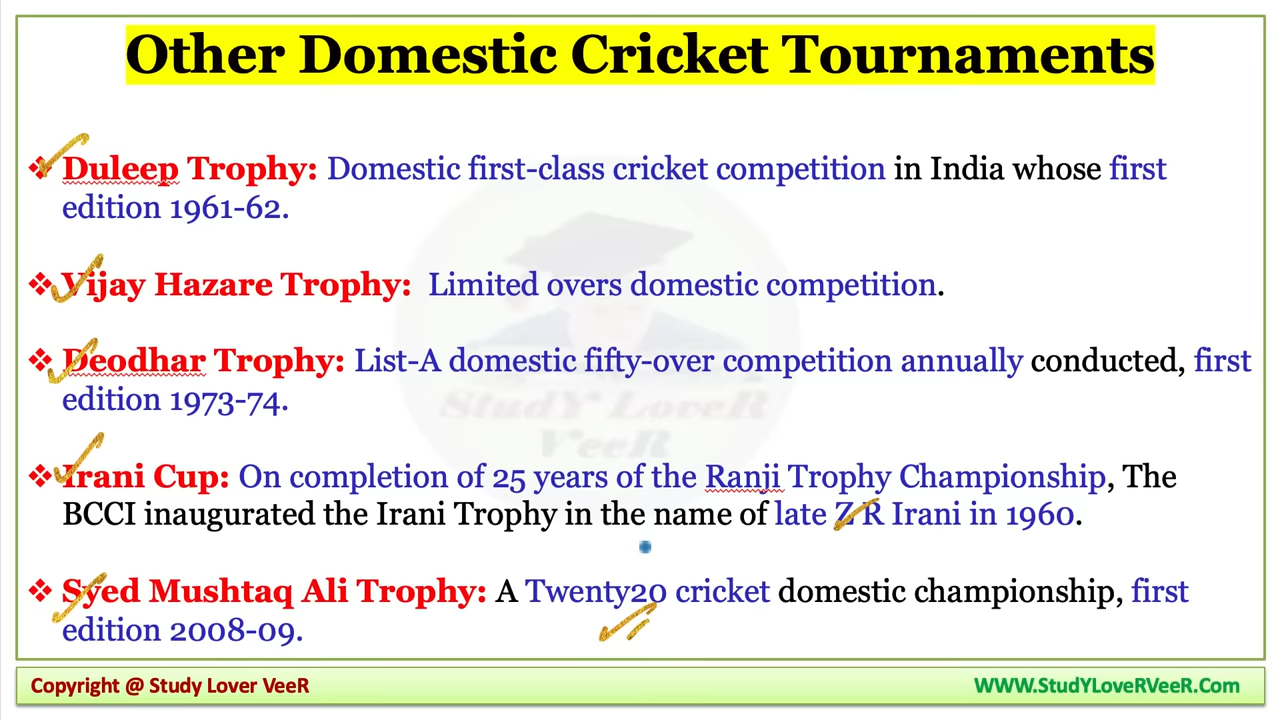 Other Domestic Cricket Tournaments
❖ Duleep Trophy: Domestic first-class cricket competition in India whose first
edition 1961-62.
❖ Vijay Hazare Trophy: Limited overs domestic competition.
❖ Deodhar Trophy: List-A domestic fifty-over competition annually conducted, first
edition 1973-74.
StudY LoveR
VeeR
❖ Irani Cup: On completion of 25 years of the Ranji Trophy Championship, The
BCCI inaugurated the Irani Trophy in the name of late Z R Irani in 1960.
❖ Syed Mushtaq Ali Trophy: A Twenty20 cricket domestic championship, first
edition 2008-09.
Copyright @ Study Lover VeeR
WWW.StudYLoveRVeeR.Com